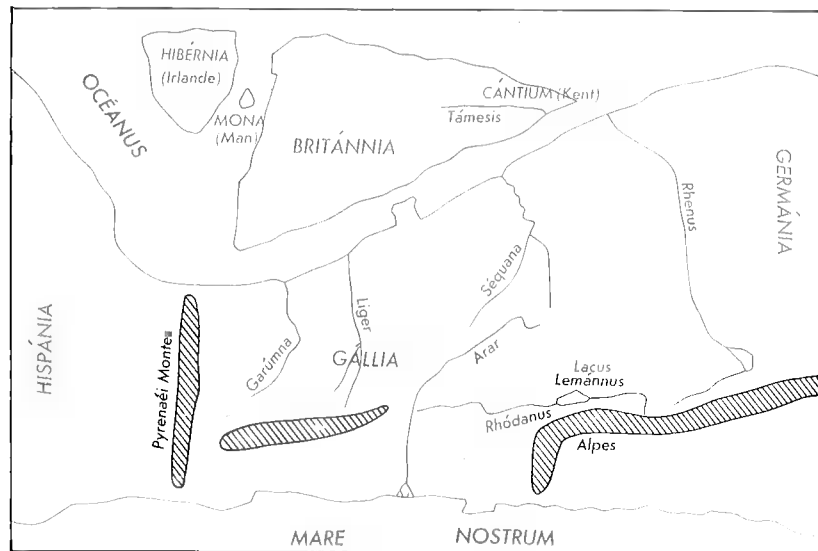 HIBÉRNIA
(Irlande)
OCÉANUS
MONA
(Man)
CÁNTIUM (Kent)
Támesis
BRITÁNNIA
GERMÁNIA
Rhenus
Séquana
Liger
HISPÁNIA
Pyrenaéi Montes
Garúmna
GÁLLIA
Arar
Lacus
Lemánnus
Rhódanus
Alpes
MARE NOSTRUM